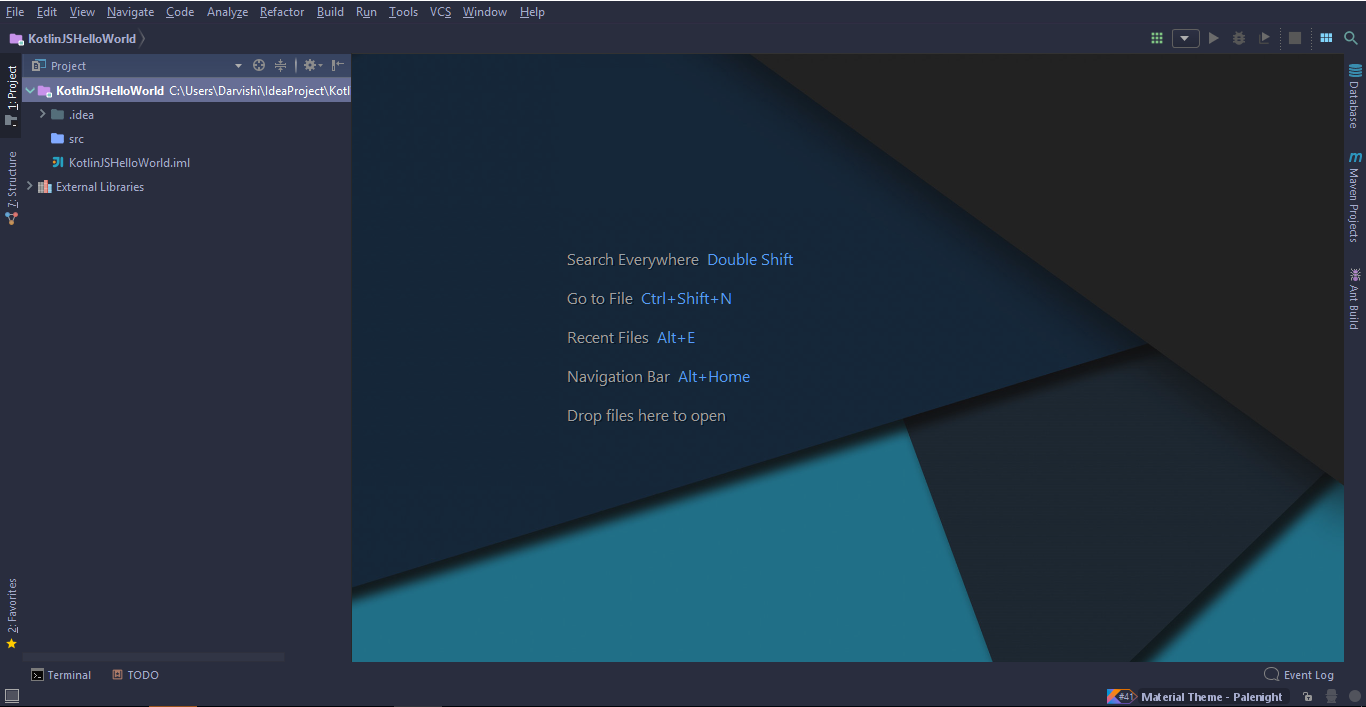 File Edit View Navigate Code Analyze Refactor Build Run Tools VCS Window Help
KotlinJSHelloWorld
1: Project
Project
KotlinJSHelloWorld C:\Users\Darvishi\IdeaProject\Kotl
.idea
src
KotlinJSHelloWorld.iml
External Libraries
7: Structure
2: Favorites
Search Everywhere Double Shift
Go to File Ctrl+Shift+N
Recent Files Alt+E
Navigation Bar Alt+Home
Drop files here to open
Database
m
Maven Projects
Ant Build
Terminal TODO
Event Log
#41 Material Theme - Palenight